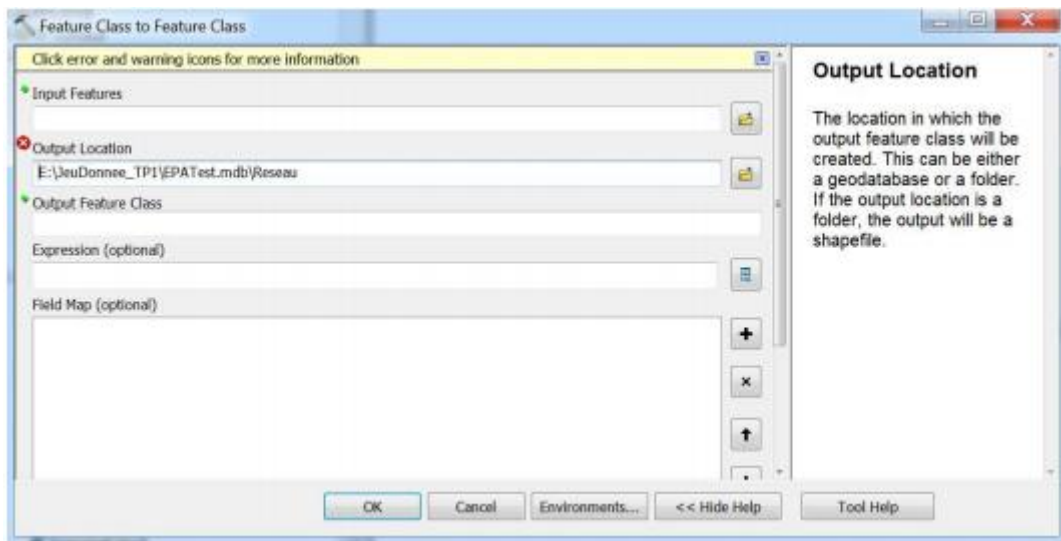 Feature Class to Feature Class
Click error and warning icons for more information
Input Features
Output Location
E:\JeuDonnee_TP1\EPATest.mdb\Reseau
Output Feature Class
Expression (optional)
Field Map (optional)
OK
Cancel
Environments...
<< Hide Help
Tool Help
Output Location
The location in which the
output feature class will be
created. This can be either
a geodatabase or a folder.
If the output location is a
folder, the output will be a
shapefile.